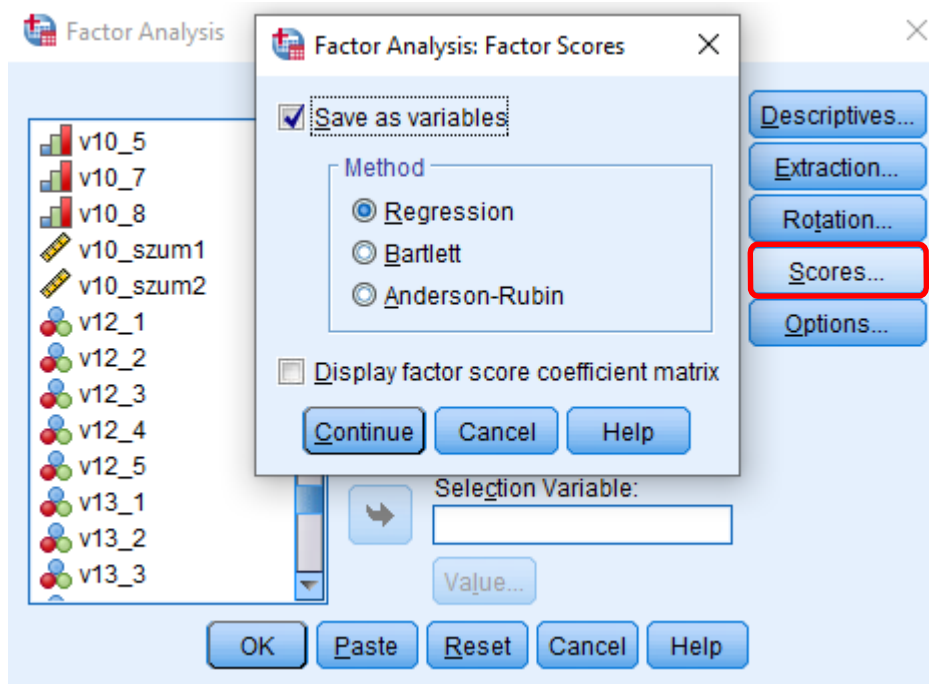 Factor Analysis
Factor Analysis: Factor Scores
Save as variables
Method
Regression
Bartlett
Anderson-Rubin
Display factor score coefficient matrix
Continue
Cancel
Help
v10_5
v10_7
v10_8
v10_szum1
v10_szum2
v12_1
v12_2
v12_3
v12_4
v12_5
v13_1
v13_2
v13_3
Descriptives...
Extraction...
Rotation...
Scores...
Options...
Selection Variable:
Value...
OK
Paste
Reset
Cancel
Help